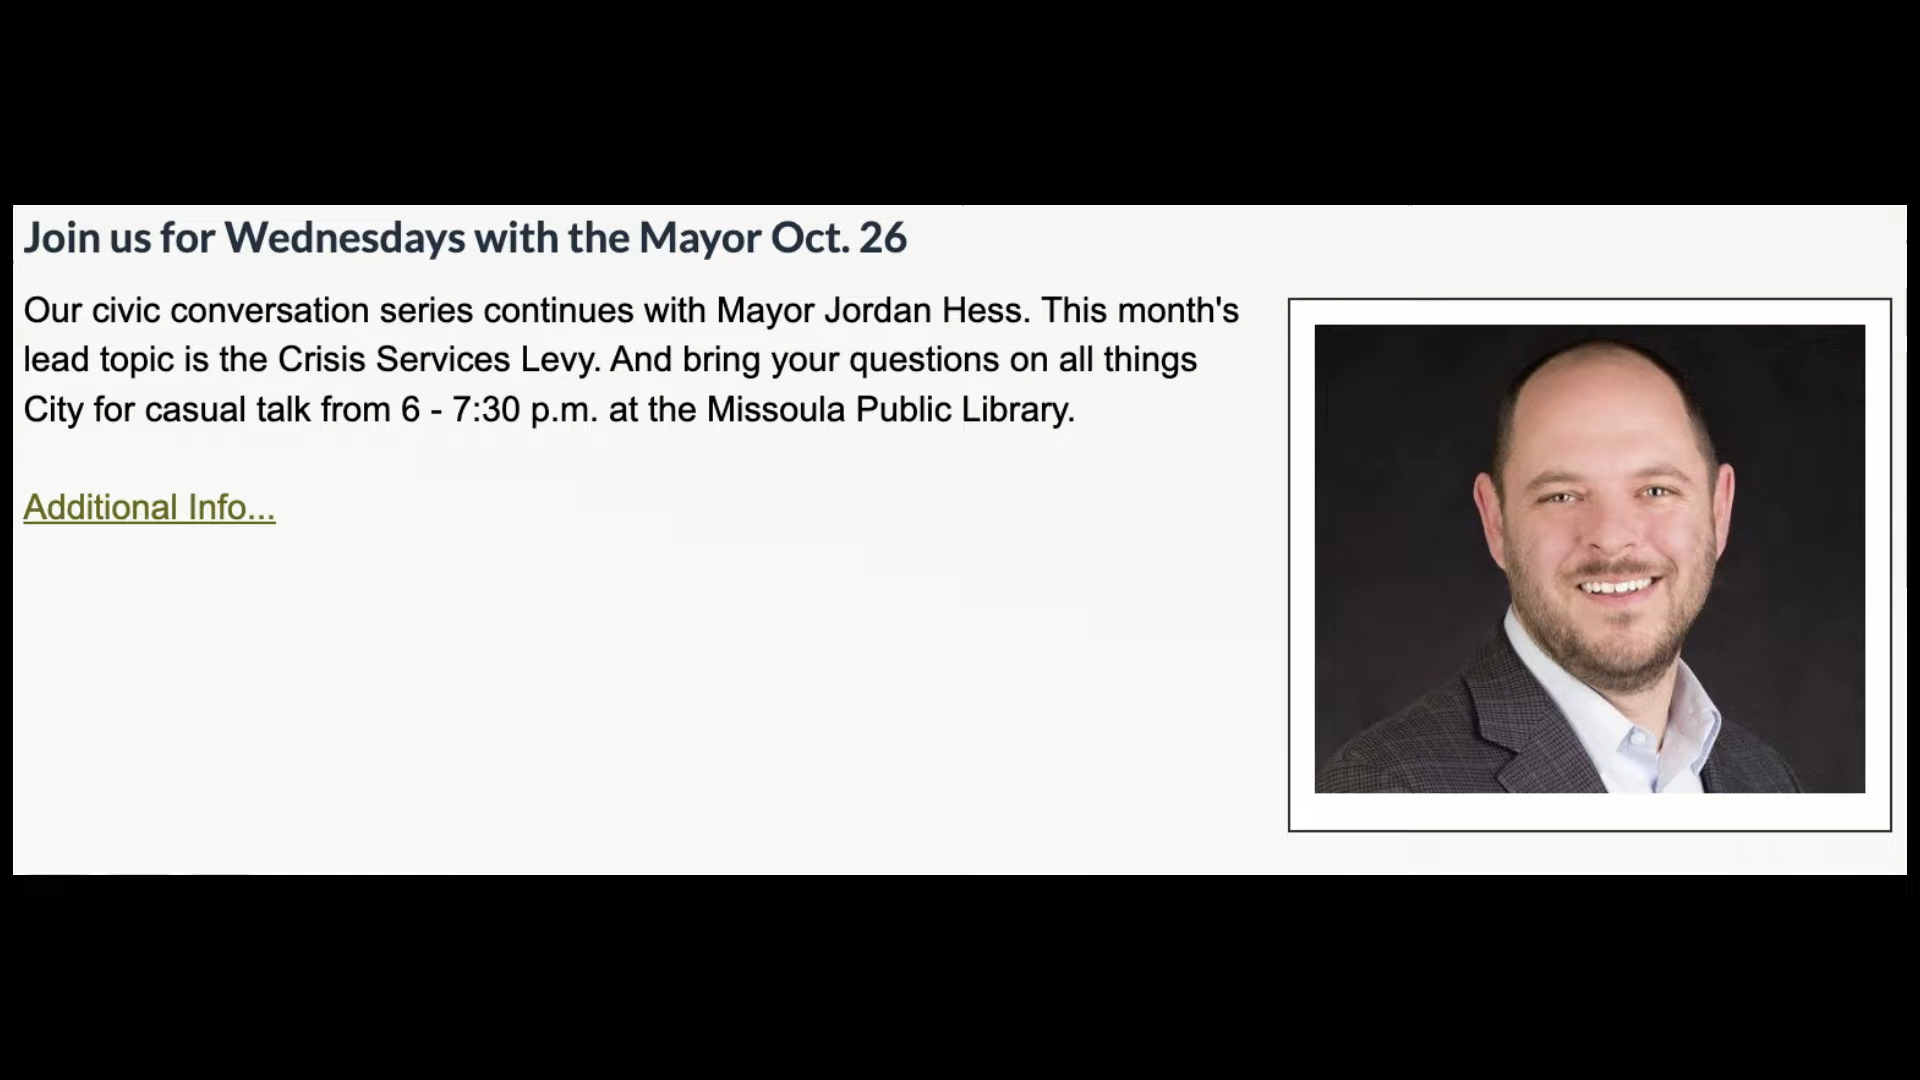 Join us for Wednesdays with the Mayor Oct. 26
Our civic conversation series continues with Mayor Jordan Hess. This month's
lead topic is the Crisis Services Levy. And bring your questions on all things
City for casual talk from 6 - 7:30 p.m. at the Missoula Public Library.
Additional Info...